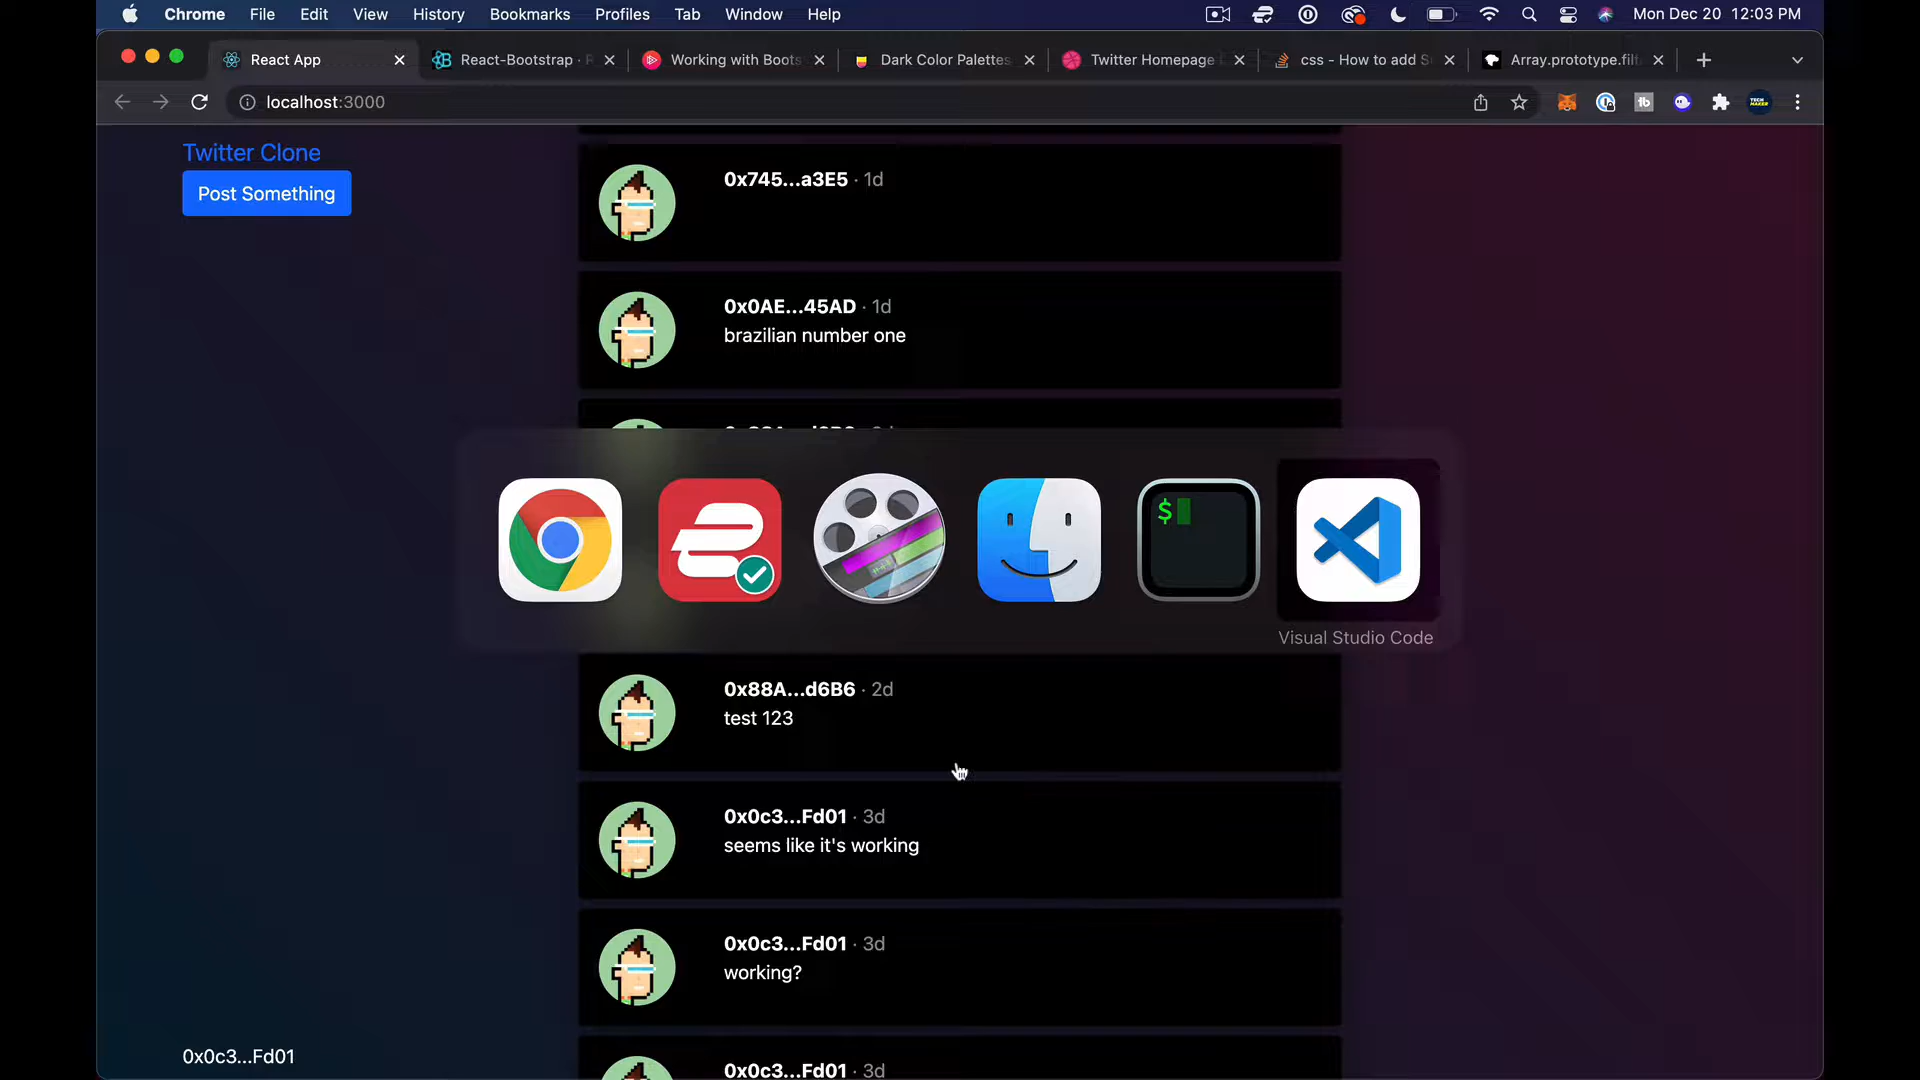 Chrome File Edit View History Bookmarks Profiles Tab Window Help Mon Dec 20 12:03 PM
React App React-Bootstrap · Working with Boots Dark Color Palettes Twitter Homepage css - How to add Array.prototype.filt
localhost:3000
Twitter Clone
Post Something
0x745...a3E5 · 1d
0x0AE...45AD · 1d
brazilian number one
$
Visual Studio Code
0x88A...d6B6 · 2d
test 123
0x0c3...Fd01 · 3d
seems like it's working
0x0c3...Fd01 · 3d
working?
0x0c3...Fd01
0x0c3...Fd01 · 3d